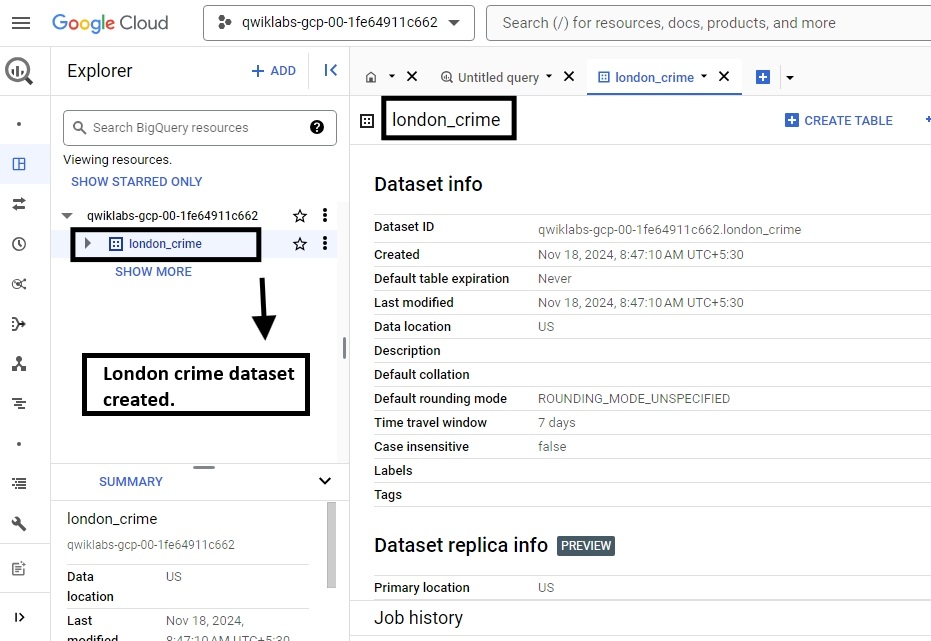 Google Cloud
qwiklabs-gcp-00-1fe64911c662
Search (/) for resources, docs, products, and more
Explorer
+ ADD
Untitled query
london_crime
Search BigQuery resources
?
london_crime
+ CREATE TABLE
Viewing resources.
SHOW STARRED ONLY
qwiklabs-gcp-00-1fe64911c662
london_crime
SHOW MORE
London crime dataset
created.
SUMMARY
london_crime
qwiklabs-gcp-00-1fe64911c662
Data location US
Last modified Nov 18, 2024, 8:47:10 AM UTC+5:30
Dataset info
Dataset ID qwiklabs-gcp-00-1fe64911c662.london_crime
Created Nov 18, 2024, 8:47:10 AM UTC+5:30
Default table expiration Never
Last modified Nov 18, 2024, 8:47:10 AM UTC+5:30
Data location US
Description
Default collation
Default rounding mode ROUNDING_MODE_UNSPECIFIED
Time travel window 7 days
Case insensitive false
Labels
Tags
Dataset replica info PREVIEW
Primary location US
Job history